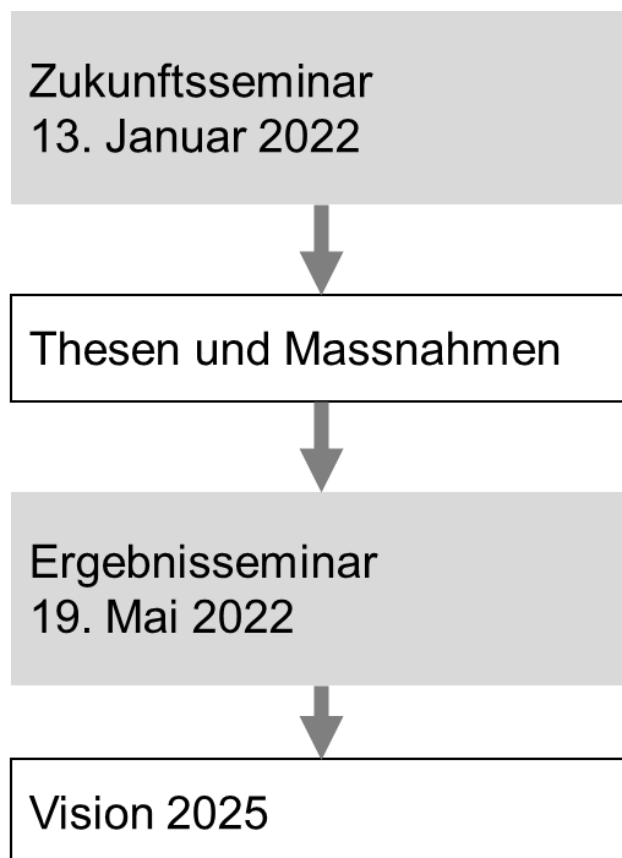 Zukunftsseminar
13. Januar 2022
Thesen und Massnahmen
Ergebnisseminar
19. Mai 2022
Vision 2025